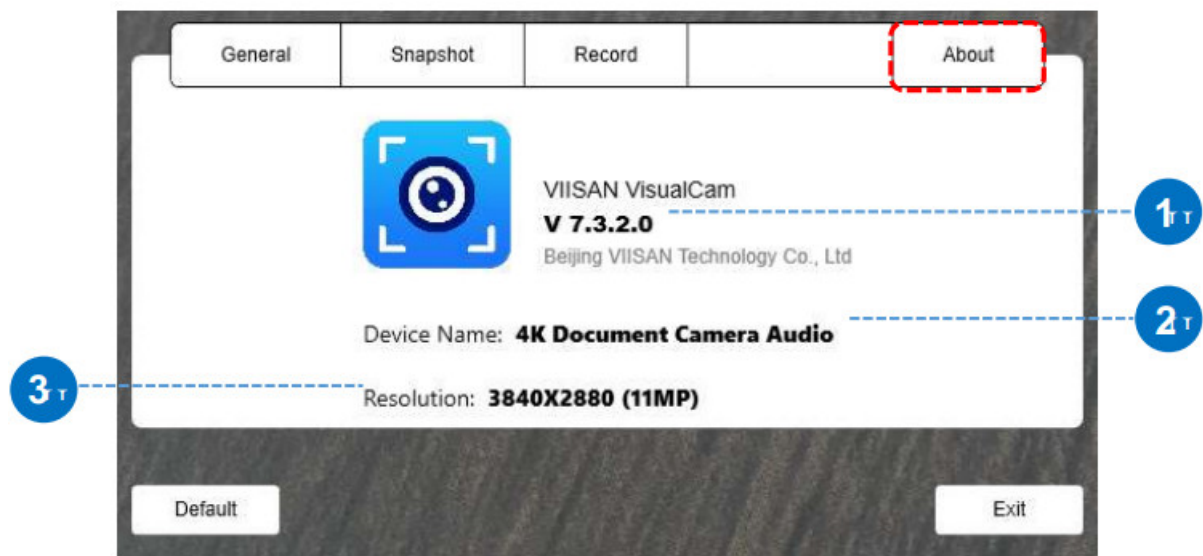 General Snapshot Record About
VIISAN VisualCam
V 7.3.2.0
Beijing VIISAN Technology Co., Ltd
1
Device Name: 4K Document Camera Audio
2
3
Resolution: 3840X2880 (11MP)
Default Exit